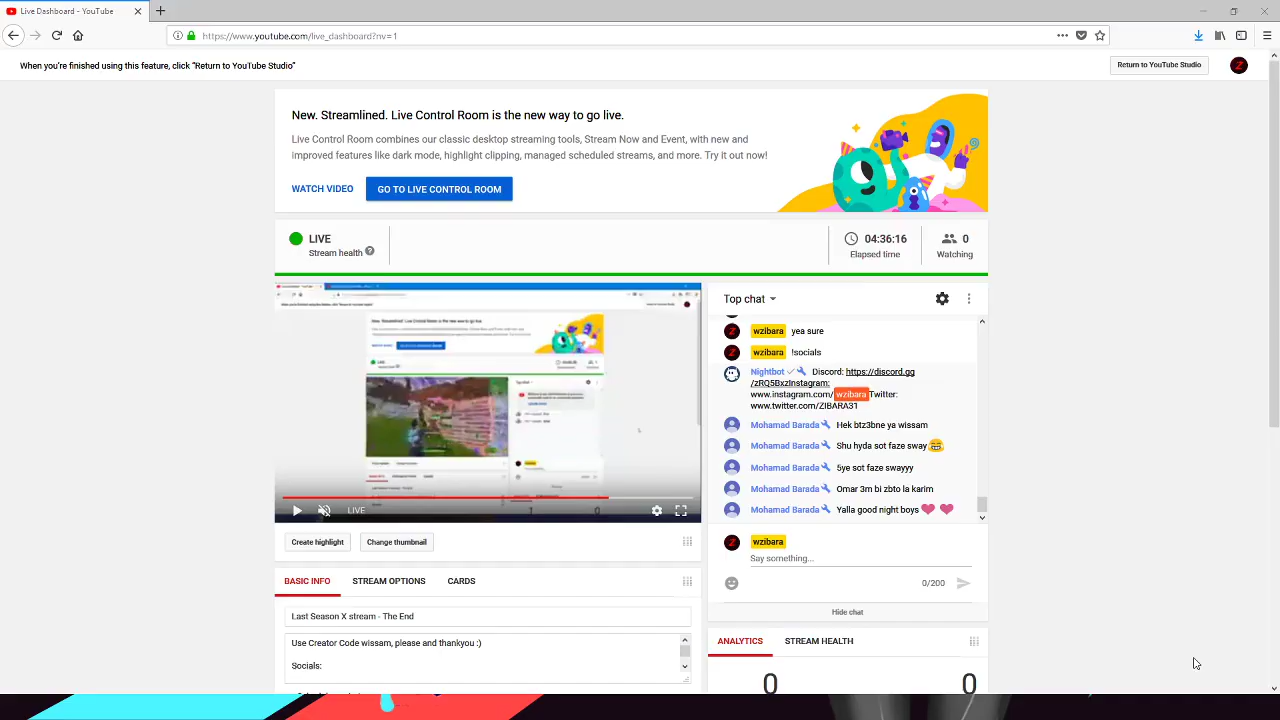 Live Dashboard - YouTube
https://www.youtube.com/live_dashboard?nv=1
When you're finished using this feature, click "Return to YouTube Studio"
Return to YouTube Studio
Z
New. Streamlined. Live Control Room is the new way to go live.
Live Control Room combines our classic desktop streaming tools, Stream Now and Event, with new and
improved features like dark mode, highlight clipping, managed scheduled streams, and more. Try it out now!
WATCH VIDEO
GO TO LIVE CONTROL ROOM
LIVE
Stream health ?
04:36:16
Elapsed time
0
Watching
LIVE
Create highlight
Change thumbnail
BASIC INFO
STREAM OPTIONS
CARDS
Last Season X stream - The End
Use Creator Code wissam, please and thankyou :)
Socials:
Top chat
wzibara yea sure
wzibara !socials
Nightbot Discord: https://discord.gg
/zRQ5BxzInstagram:
www.instagram.com/wzibara Twitter:
www.twitter.com/ZIBARA31
Mohamad Barada Hek btz3bne ya wissam
Mohamad Barada Shu hyda sot faze sway
Mohamad Barada 5ye sot faze swayyy
Mohamad Barada Omar 3m bi zbto la karim
Mohamad Barada Yalla good night boys
wzibara
Say something...
0/200
Hide chat
ANALYTICS
STREAM HEALTH
0
0